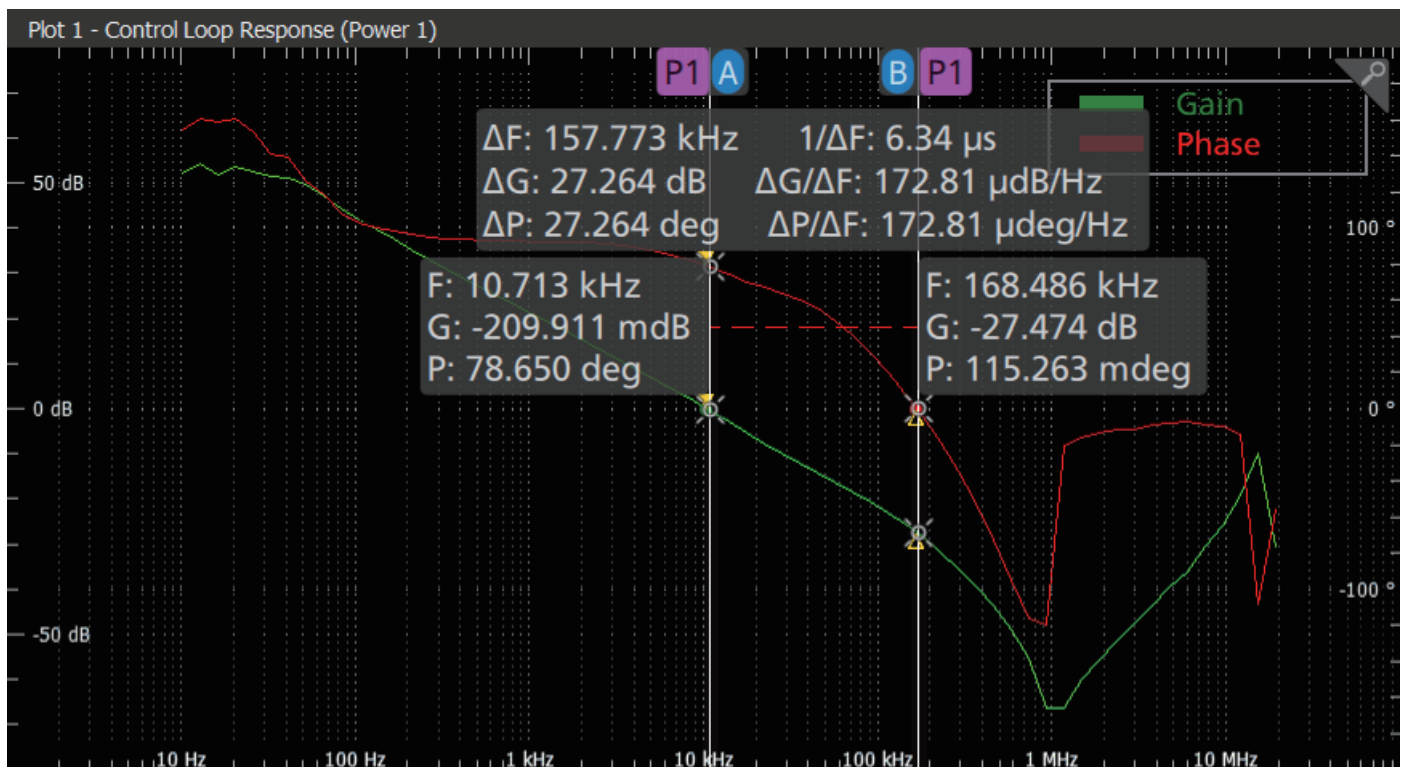 Plot 1 - Control Loop Response (Power 1)
P1 A B P1
Gain
Phase
ΔF: 157.773 kHz 1/ΔF: 6.34 µs
ΔG: 27.264 dB ΔG/ΔF: 172.81 µdB/Hz
ΔP: 27.264 deg ΔP/ΔF: 172.81 µdeg/Hz
50 dB
100 °
F: 10.713 kHz
G: -209.911 mdB
P: 78.650 deg
F: 168.486 kHz
G: -27.474 dB
P: 115.263 mdeg
0 dB
0 °
-100 °
-50 dB
10 Hz 100 Hz 1 kHz 10 kHz 100 kHz 1 MHz 10 MHz